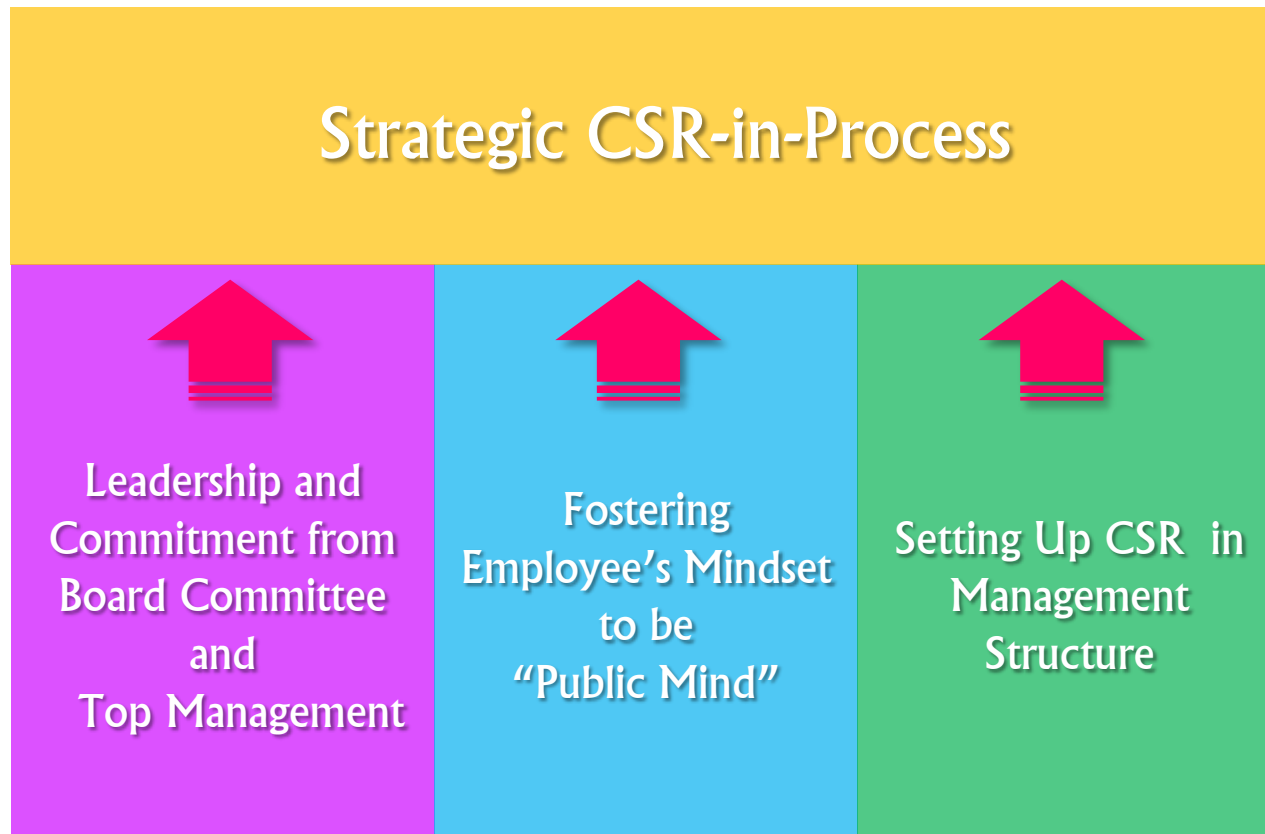 Strategic CSR-in-Process
Leadership and
Commitment from
Board Committee
and
Top Management
Fostering
Employee’s Mindset
to be
“Public Mind”
Setting Up CSR  in
Management
Structure